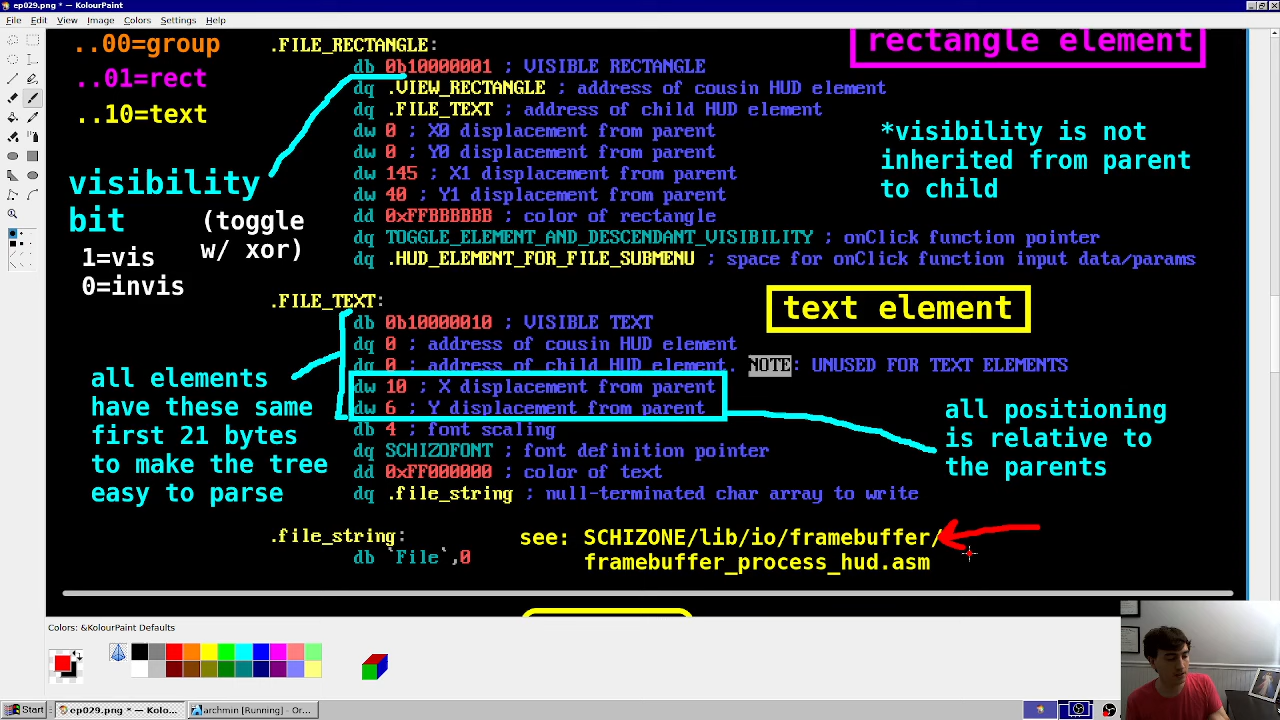 ep029.png * - KolourPaint
File Edit View Image Colors Settings Help
..00=group
..01=rect
..10=text
.FILE_RECTANGLE:
db 0b10000001 ; VISIBLE RECTANGLE
dq .VIEW_RECTANGLE ; address of cousin HUD element
dq .FILE_TEXT ; address of child HUD element
dw 0 ; X0 displacement from parent
dw 0 ; Y0 displacement from parent
dw 145 ; X1 displacement from parent
dw 40 ; Y1 displacement from parent
dd 0xFFBBBBBB ; color of rectangle
dq TOGGLE_ELEMENT_AND_DESCENDANT_VISIBILITY ; onClick function pointer
dq .HUD_ELEMENT_FOR_FILE_SUBMENU ; space for onClick function input data/params
rectangle element
*visibility is not
inherited from parent
to child
visibility
bit
(toggle
w/ xor)
1=vis
0=invis
.FILE_TEXT:
db 0b10000010 ; VISIBLE TEXT
dq 0 ; address of cousin HUD element
dq 0 ; address of child HUD element. NOTE: UNUSED FOR TEXT ELEMENTS
dw 10 ; X displacement from parent
dw 6 ; Y displacement from parent
db 4 ; font scaling
dq SCHIZOFONT ; font definition pointer
dd 0xFF000000 ; color of text
dq .file_string ; null-terminated char array to write
text element
all elements
have these same
first 21 bytes
to make the tree
easy to parse
all positioning
is relative to
the parents
.file_string:
db `File`,0
see: SCHIZONE/lib/io/framebuffer/
framebuffer_process_hud.asm
Colors: &KolourPaint Defaults
Start
ep029.png * — Kolo...
archmin [Running] - Or...